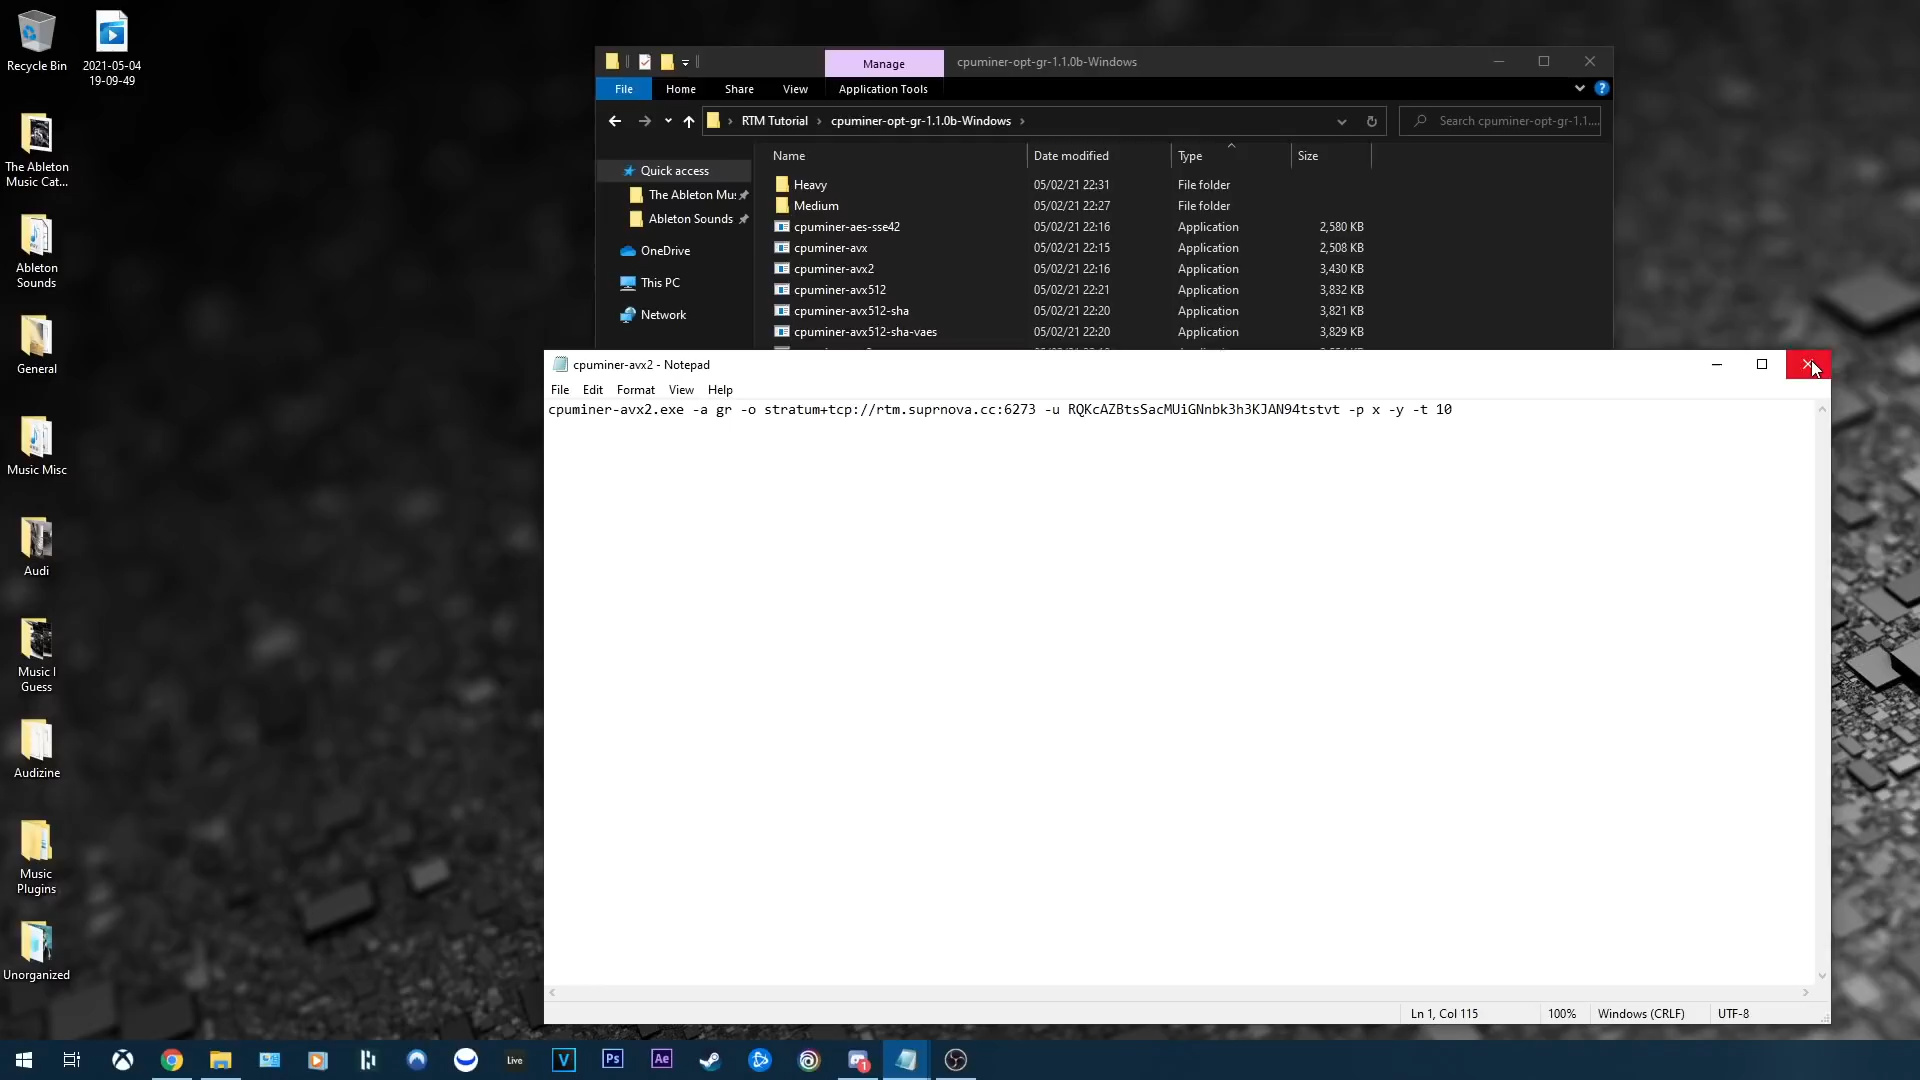 Recycle Bin
2021-05-04
19-09-49
The Ableton
Music Cat...
Ableton
Sounds
General
Music Misc
Audi
Music I
Guess
Audizine
Music
Plugins
Unorganized
Manage
cpuminer-opt-gr-1.1.0b-Windows
File
Home
Share
View
Application Tools
RTM Tutorial
cpuminer-opt-gr-1.1.0b-Windows
Search cpuminer-opt-gr-1.1....
Quick access
The Ableton Mu:
Ableton Sounds
OneDrive
This PC
Network
Name Date modified Type Size
Heavy 05/02/21 22:31 File folder
Medium 05/02/21 22:27 File folder
cpuminer-aes-sse42 05/02/21 22:16 Application 2,580 KB
cpuminer-avx 05/02/21 22:15 Application 2,508 KB
cpuminer-avx2 05/02/21 22:16 Application 3,430 KB
cpuminer-avx512 05/02/21 22:21 Application 3,832 KB
cpuminer-avx512-sha 05/02/21 22:20 Application 3,821 KB
cpuminer-avx512-sha-vaes 05/02/21 22:20 Application 3,829 KB
cpuminer-avx2 - Notepad
File Edit Format View Help
cpuminer-avx2.exe -a gr -o stratum+tcp://rtm.suprnova.cc:6273 -u RQKcAZBtsSacMUiGNnbk3h3KJAN94tstvt -p x -y -t 10
Ln 1, Col 115 100% Windows (CRLF) UTF-8
Live
V
Ps
Ae
1